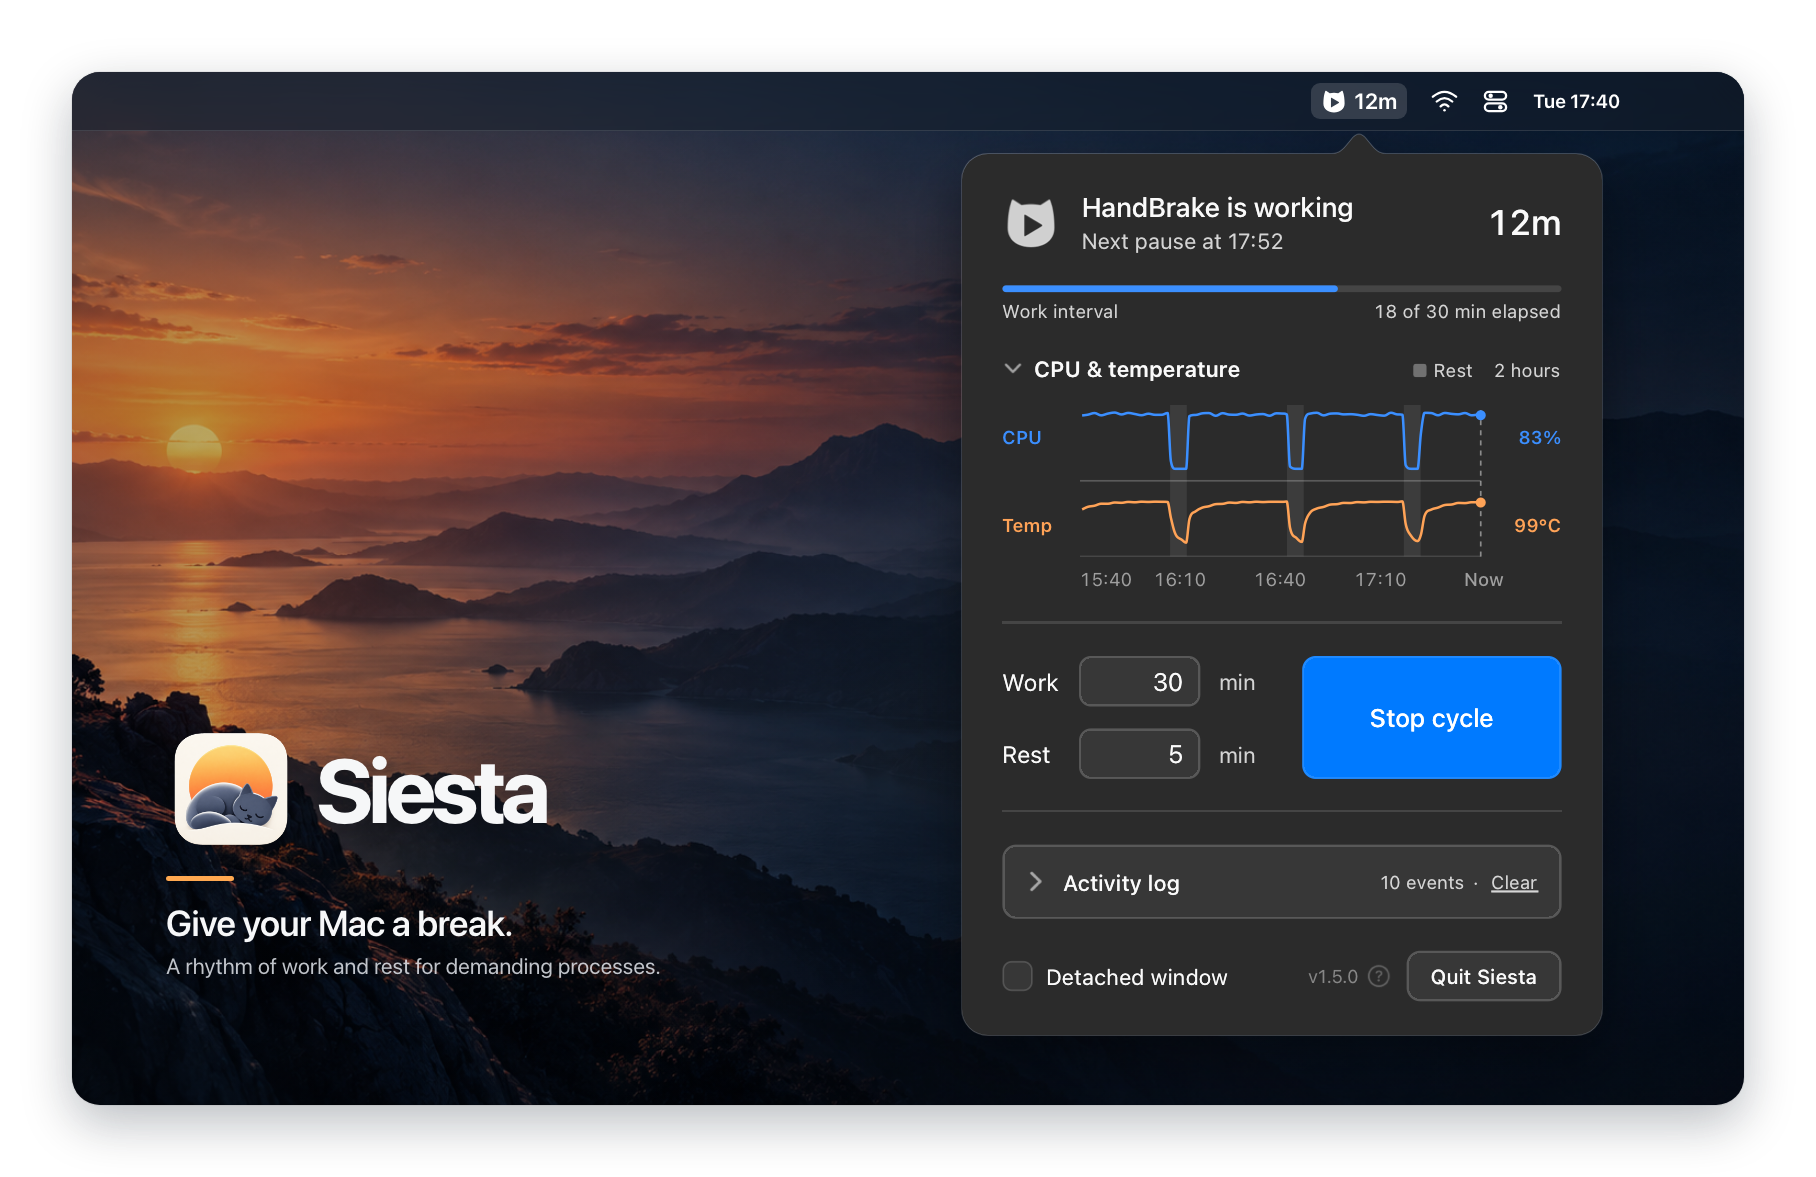 12m Tue 17:40
HandBrake is working
Next pause at 17:52
12m
Work interval
18 of 30 min elapsed
CPU & temperature
Rest 2 hours
CPU
83%
Temp
99°C
15:40 16:10 16:40 17:10 Now
Work 30 min
Rest 5 min
Stop cycle
Activity log
10 events · Clear
Detached window
v1.5.0 ?
Quit Siesta
Siesta
Give your Mac a break.
A rhythm of work and rest for demanding processes.